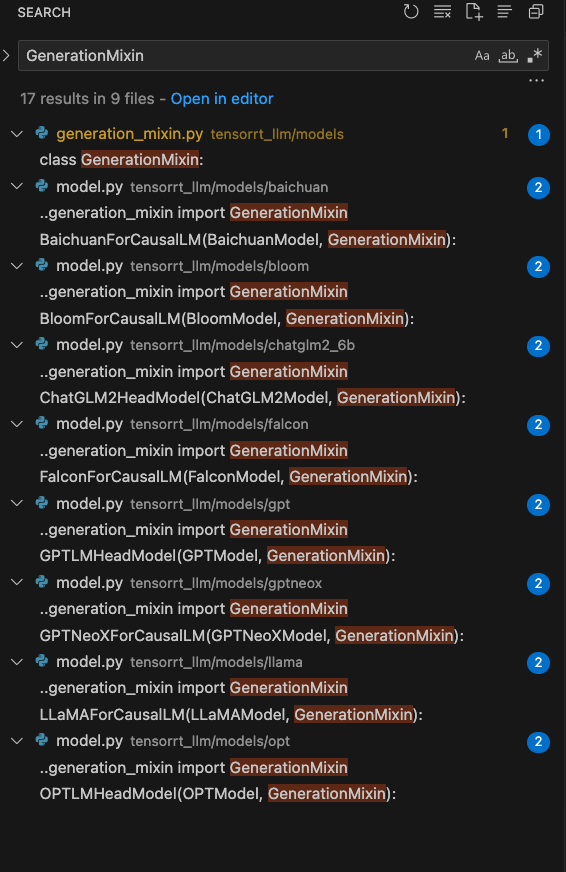 SEARCH
GenerationMixin
Aa ab .*
...
17 results in 9 files - Open in editor
generation_mixin.py tensorrt_llm/models 1 1
class GenerationMixin:
model.py tensorrt_llm/models/baichuan 2
..generation_mixin import GenerationMixin
BaichuanForCausalLM(BaichuanModel, GenerationMixin):
model.py tensorrt_llm/models/bloom 2
..generation_mixin import GenerationMixin
BloomForCausalLM(BloomModel, GenerationMixin):
model.py tensorrt_llm/models/chatglm2_6b 2
..generation_mixin import GenerationMixin
ChatGLM2HeadModel(ChatGLM2Model, GenerationMixin):
model.py tensorrt_llm/models/falcon 2
..generation_mixin import GenerationMixin
FalconForCausalLM(FalconModel, GenerationMixin):
model.py tensorrt_llm/models/gpt 2
..generation_mixin import GenerationMixin
GPTLMHeadModel(GPTModel, GenerationMixin):
model.py tensorrt_llm/models/gptneox 2
..generation_mixin import GenerationMixin
GPTNeoXForCausalLM(GPTNeoXModel, GenerationMixin):
model.py tensorrt_llm/models/llama 2
..generation_mixin import GenerationMixin
LLaMAForCausalLM(LLaMAModel, GenerationMixin):
model.py tensorrt_llm/models/opt 2
..generation_mixin import GenerationMixin
OPTLMHeadModel(OPTModel, GenerationMixin):